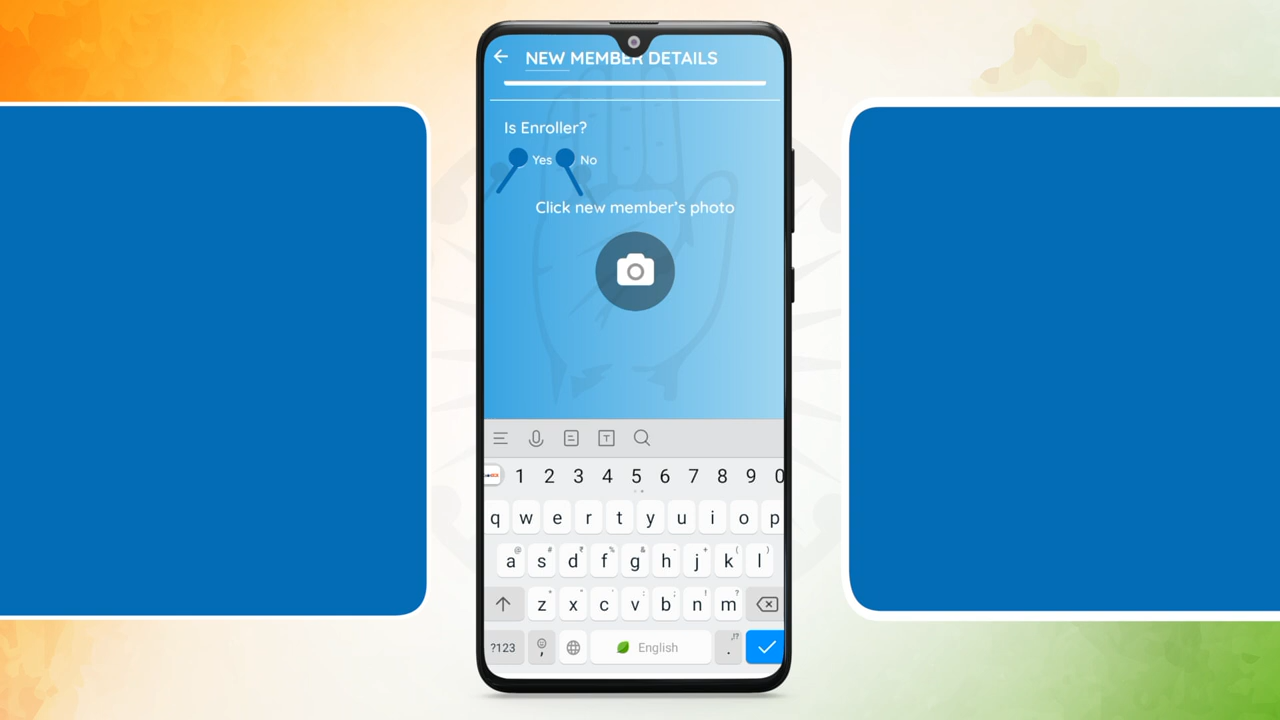 NEW MEMBER DETAILS
Is Enroller?
Yes No
Click new member's photo
T
1 2 3 4 5 6 7 8 9 0
q w e r t y u i o p
@ # ₹ % & - + ( )
a s d f g h j k l
z x c v b n m
?123 , English . ,!?